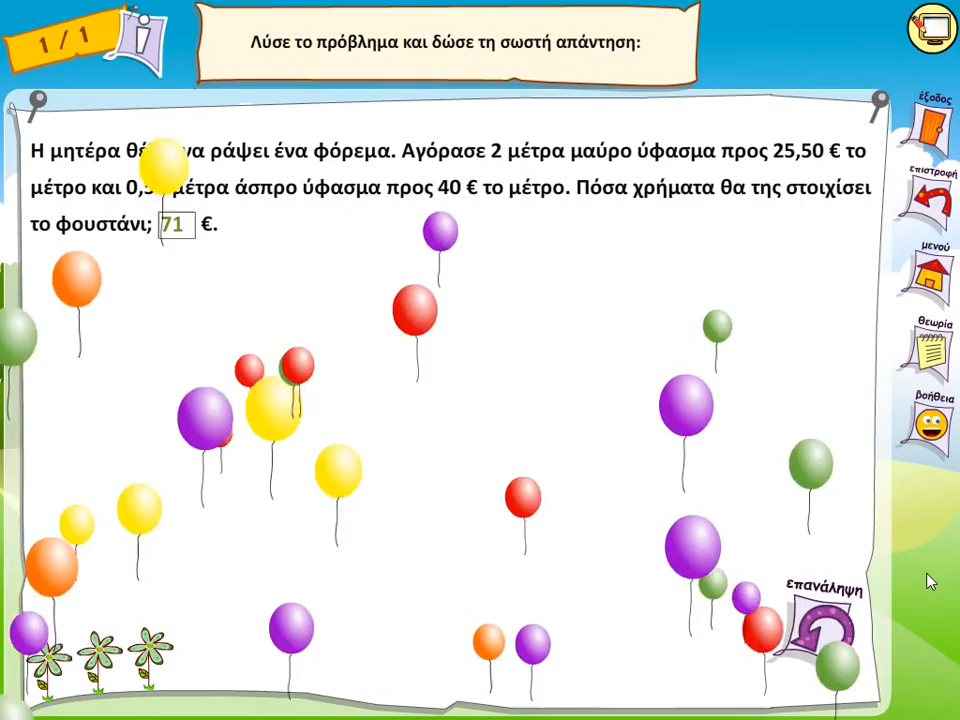 1 / 1
Λύσε το πρόβλημα και δώσε τη σωστή απάντηση:
έξοδος
Η μητέρα να ράψει ένα φόρεμα. Αγόρασε 2 μέτρα μαύρο ύφασμα προς 25,50 € το
μέτρο και μέτρα άσπρο ύφασμα προς 40 € το μέτρο. Πόσα χρήματα θα της στοιχίσει
το φουστάνι; 71 €.
επιστροφή
μενού
θεωρία
βοήθεια
επανάληψη